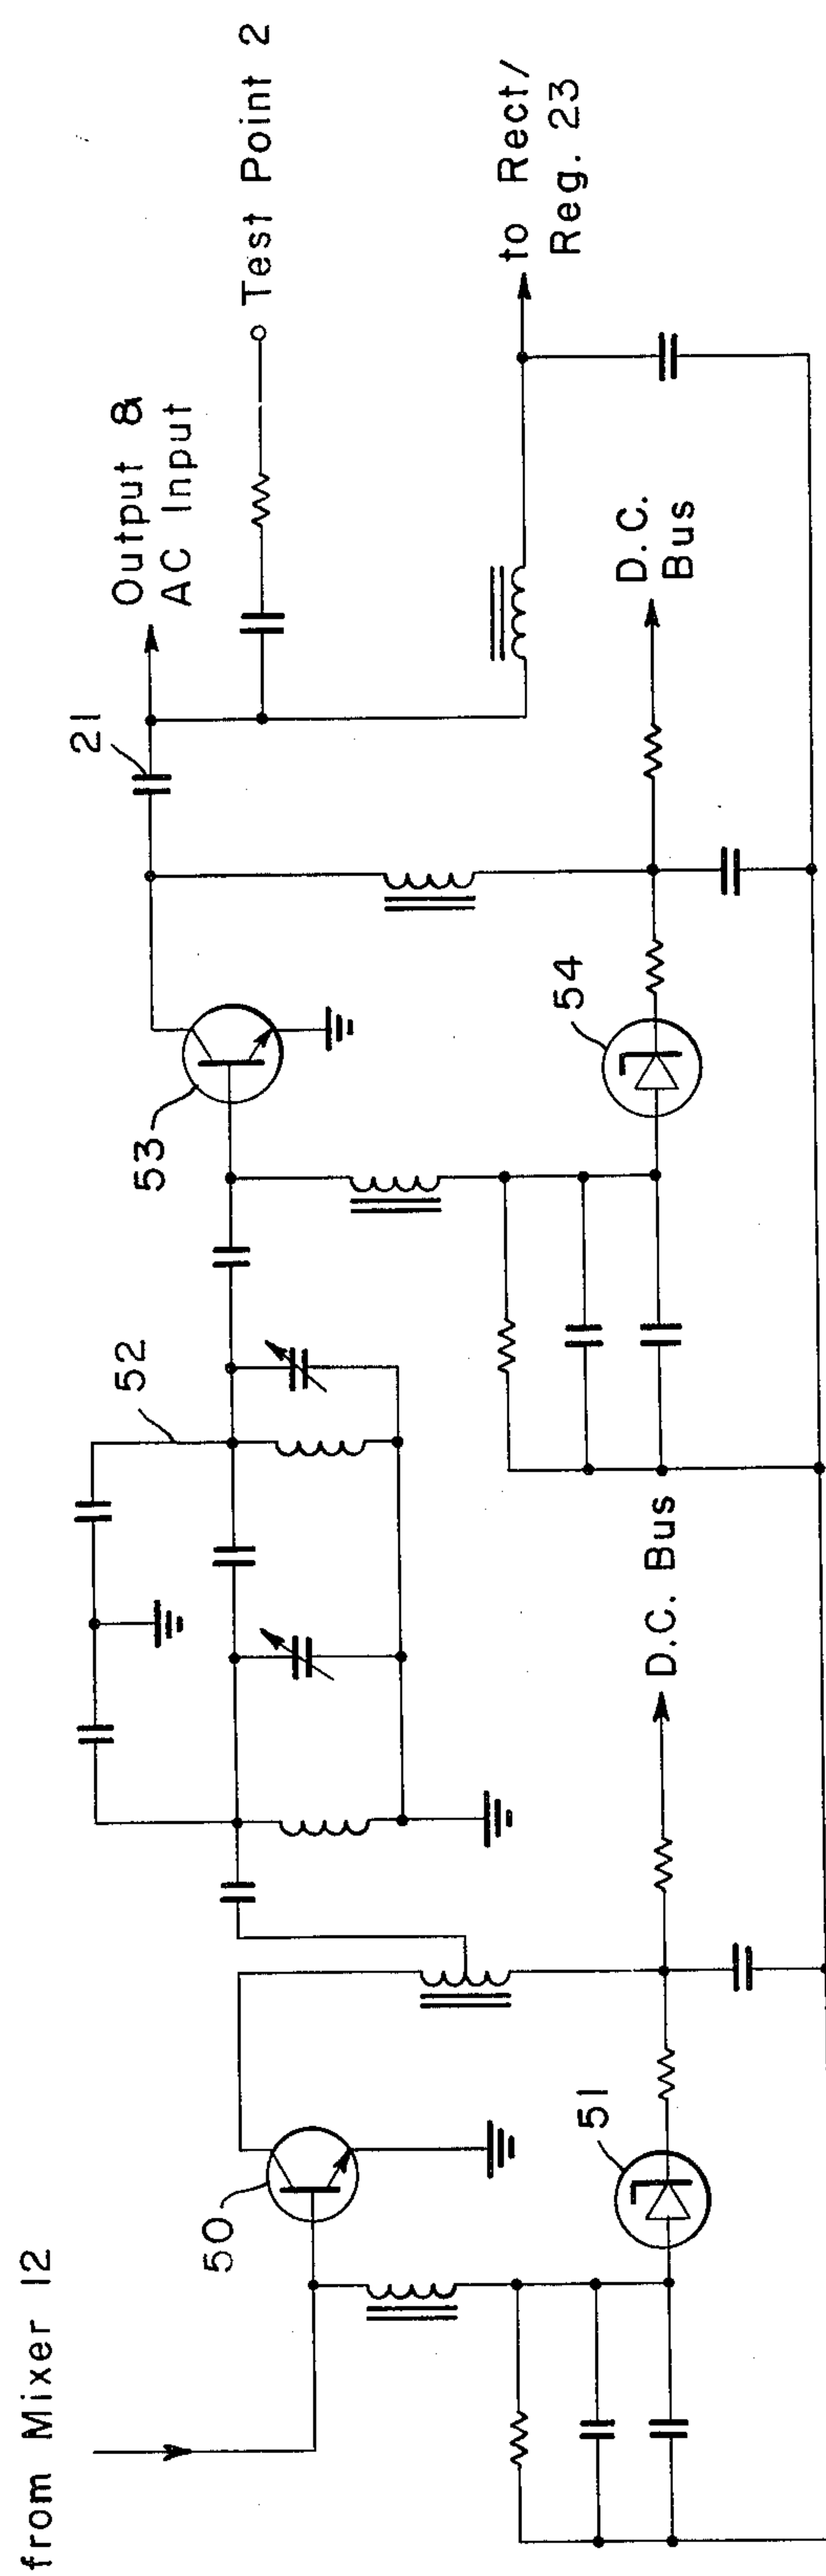 from Mixer 12
50
51
52
D.C. Bus
53
54
21
Output &
AC Input
Test Point 2
D.C.
Bus
to Rect/
Reg. 23